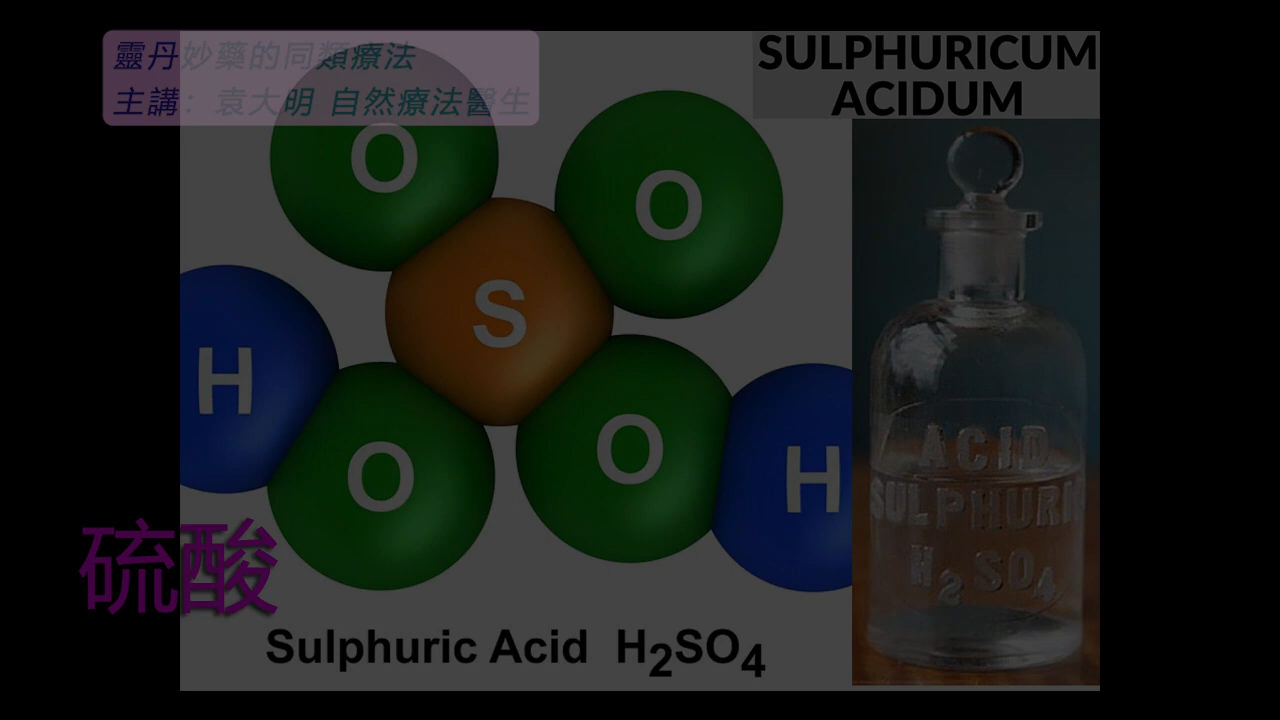 靈丹妙藥的同類療法
主講：袁大明 自然療法醫生
SULPHURICUM
ACIDUM
O
O
S
H
O
O
H
ACID
SULPHURIC
H2SO4
硫酸
Sulphuric Acid H2SO4